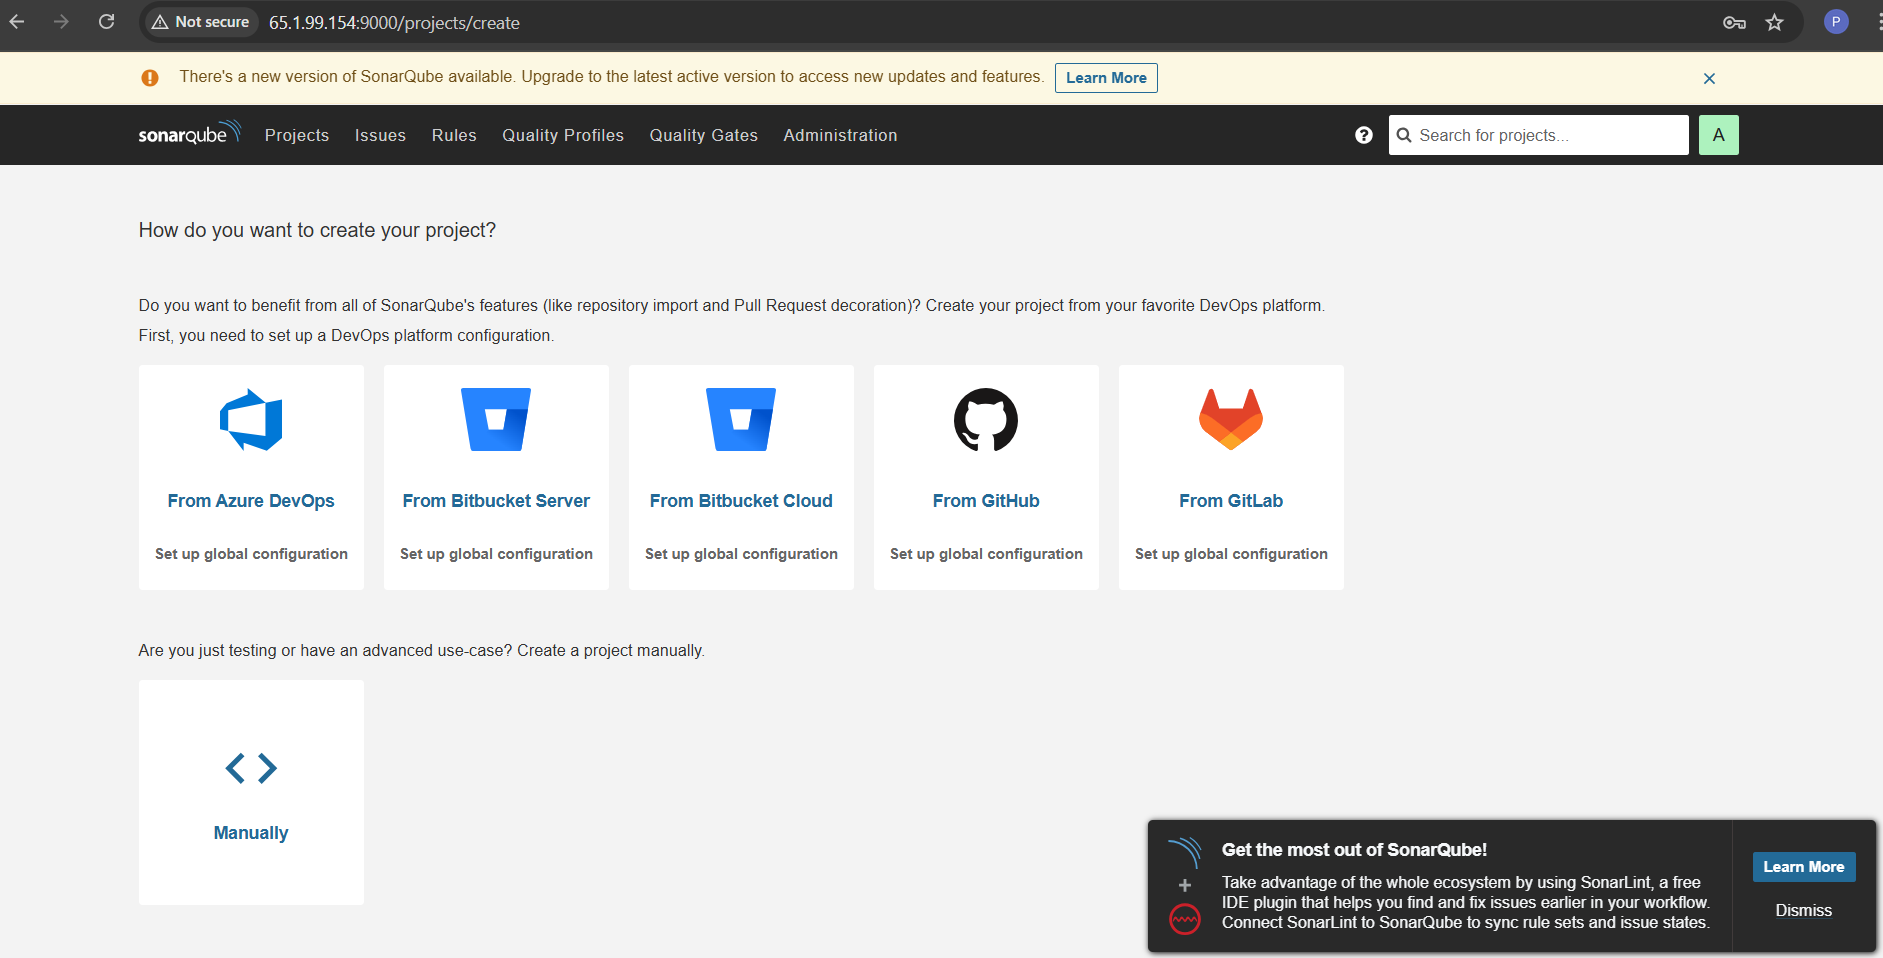 Not secure 65.1.99.154:9000/projects/create P
There's a new version of SonarQube available. Upgrade to the latest active version to access new updates and features. Learn More
sonarqube Projects Issues Rules Quality Profiles Quality Gates Administration ? Search for projects... A
How do you want to create your project?
Do you want to benefit from all of SonarQube's features (like repository import and Pull Request decoration)? Create your project from your favorite DevOps platform.
First, you need to set up a DevOps platform configuration.
From Azure DevOps From Bitbucket Server From Bitbucket Cloud From GitHub From GitLab
Set up global configuration Set up global configuration Set up global configuration Set up global configuration Set up global configuration
Are you just testing or have an advanced use-case? Create a project manually.
Manually
Get the most out of SonarQube!
Take advantage of the whole ecosystem by using SonarLint, a free
IDE plugin that helps you find and fix issues earlier in your workflow.
Connect SonarLint to SonarQube to sync rule sets and issue states.
Learn More
Dismiss